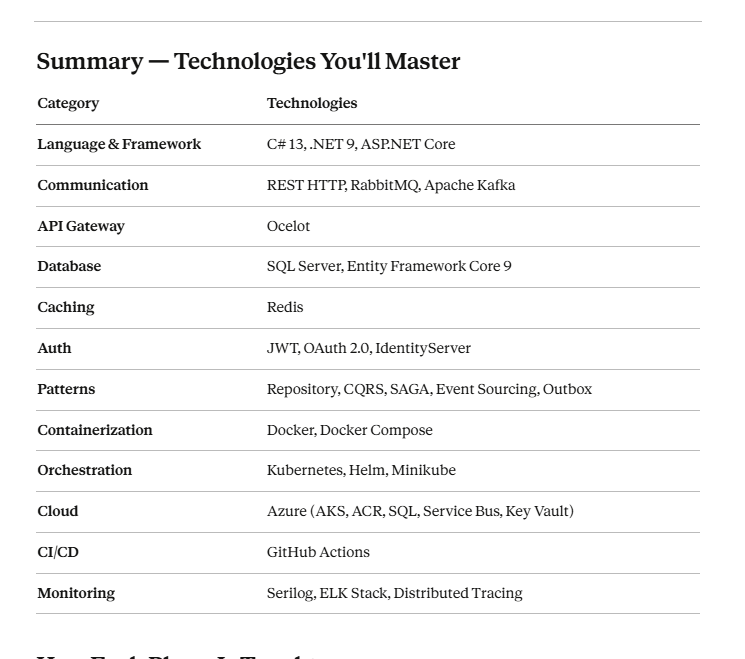 Summary — Technologies You'll Master
Category Technologies
Language & Framework C# 13, .NET 9, ASP.NET Core
Communication REST HTTP, RabbitMQ, Apache Kafka
API Gateway Ocelot
Database SQL Server, Entity Framework Core 9
Caching Redis
Auth JWT, OAuth 2.0, IdentityServer
Patterns Repository, CQRS, SAGA, Event Sourcing, Outbox
Containerization Docker, Docker Compose
Orchestration Kubernetes, Helm, Minikube
Cloud Azure (AKS, ACR, SQL, Service Bus, Key Vault)
CI/CD GitHub Actions
Monitoring Serilog, ELK Stack, Distributed Tracing